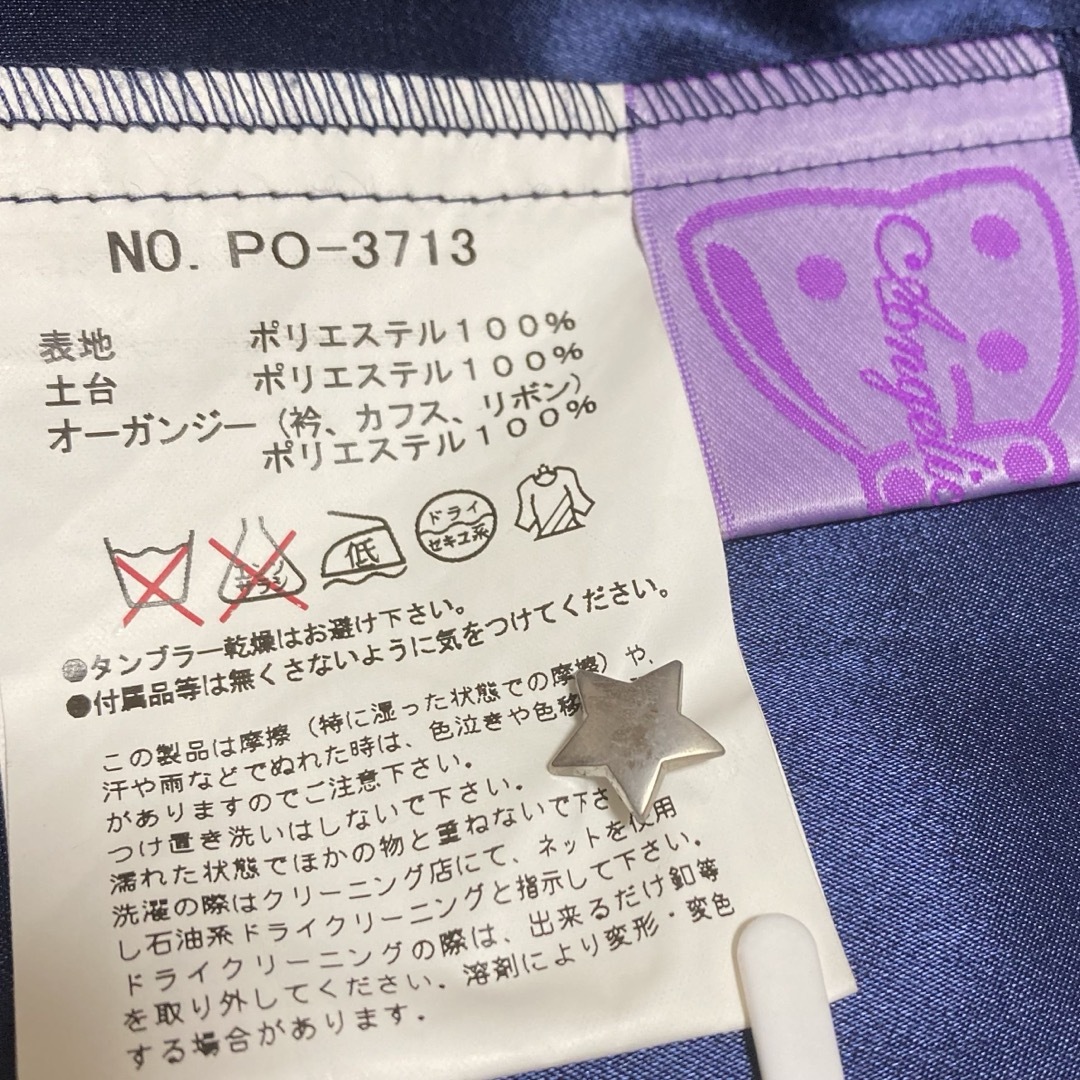 NO. PO-3713
表地 ポリエステル100%
土台 ポリエステル100%
オーガンジー (衿、カフス、リボン)
ポリエステル100%
低
ドライ
セキユ系
●タンブラー乾燥はお避け下さい。
●付属品等は無くさないように気をつけてください。
この製品は摩擦(特に湿った状態での摩擦)や、
汗や雨などでぬれた時は、色泣きや色移
がありますのでご注意下さい。
つけ置き洗いはしないで下さい。
濡れた状態でほかの物と重ねないで下さ
洗濯の際はクリーニング店にて、ネットを使用
し石油系ドライクリーニングと指示して下さい。
ドライクリーニングの際は、出来るだけ釦等
を取り外してください.溶剤により変形・変色
する場合があります.